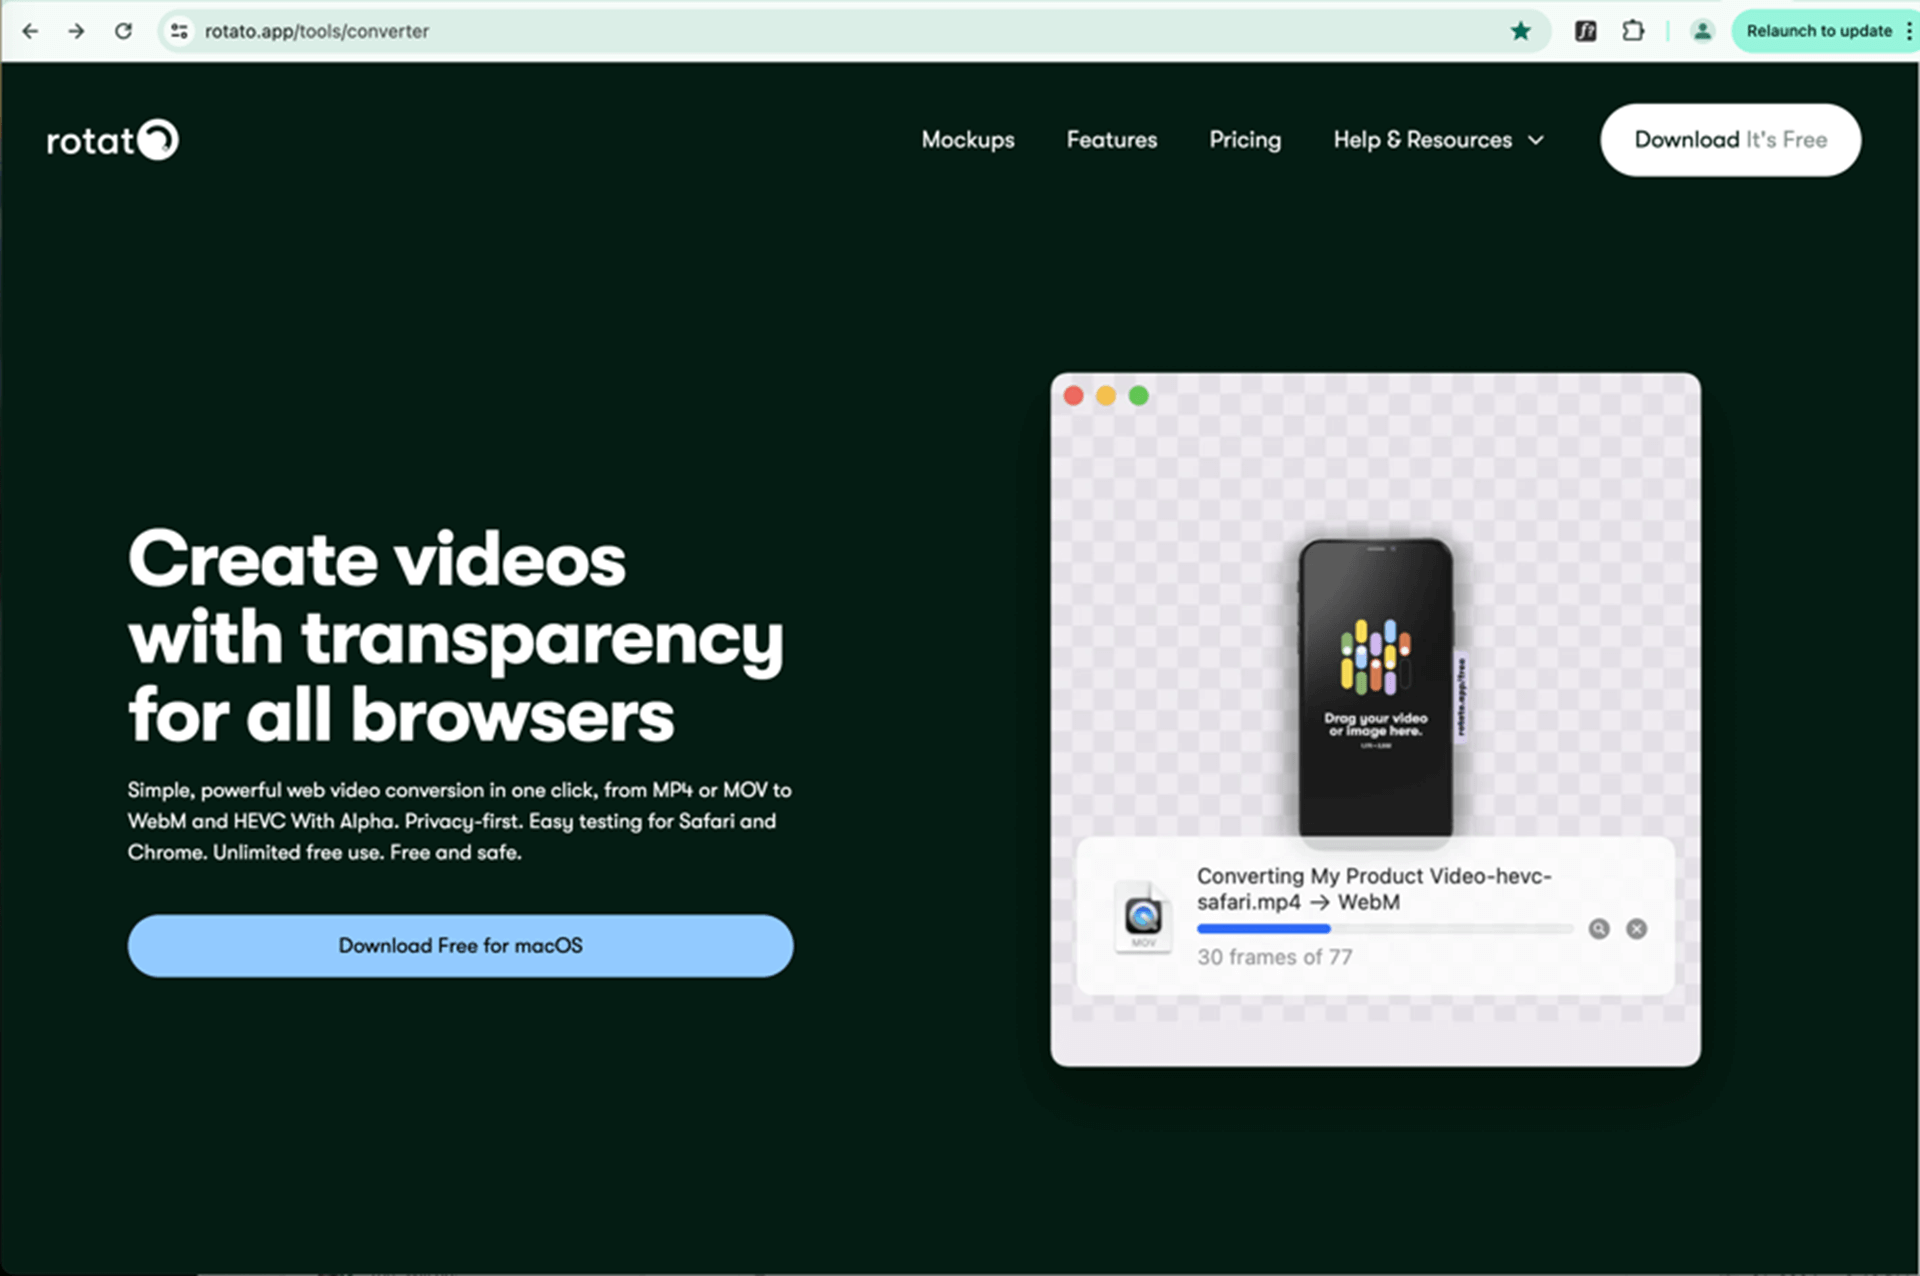 rotato.app/tools/converter
Relaunch to update
rotato
Mockups
Features
Pricing
Help & Resources
Download It's Free
Create videos
with transparency
for all browsers
Simple, powerful web video conversion in one click, from MP4 or MOV to
WebM and HEVC With Alpha. Privacy-first. Easy testing for Safari and
Chrome. Unlimited free use. Free and safe.
Download Free for macOS
Drag your video
or image here.
rotato.app/free
Converting My Product Video-hevc-
safari.mp4 → WebM
MOV
30 frames of 77